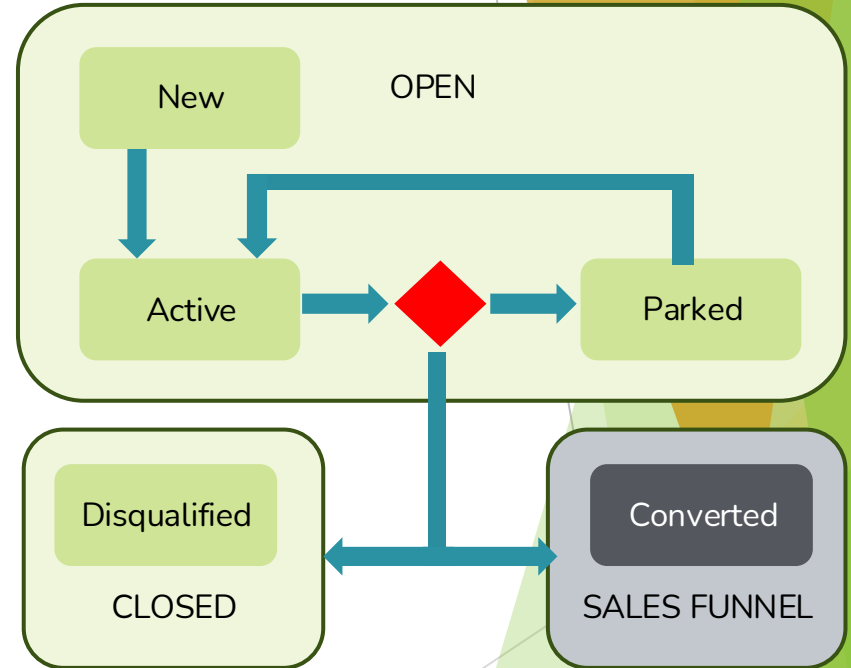 New
OPEN
Active
Parked
Disqualified
Converted
CLOSED
SALES FUNNEL